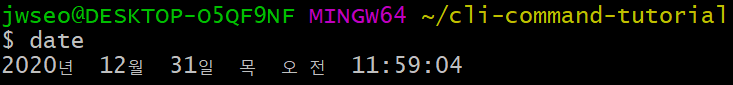 jwseo@DESKTOP-O5QF9NF MINGW64 ~/cli-command-tutorial
$ date
2020년 12월 31일 목 오전 11:59:04